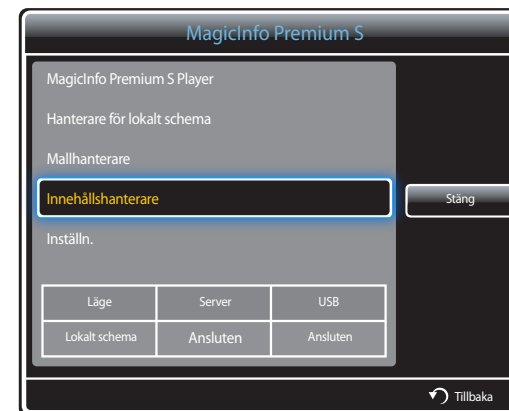 MagicInfo Premium S
MagicInfo Premium S Player
Hanterare för lokalt schema
Mallhanterare
Innehållshanterare
Stäng
Inställn.
Läge Server USB
Lokalt schema Ansluten Ansluten
Tillbaka